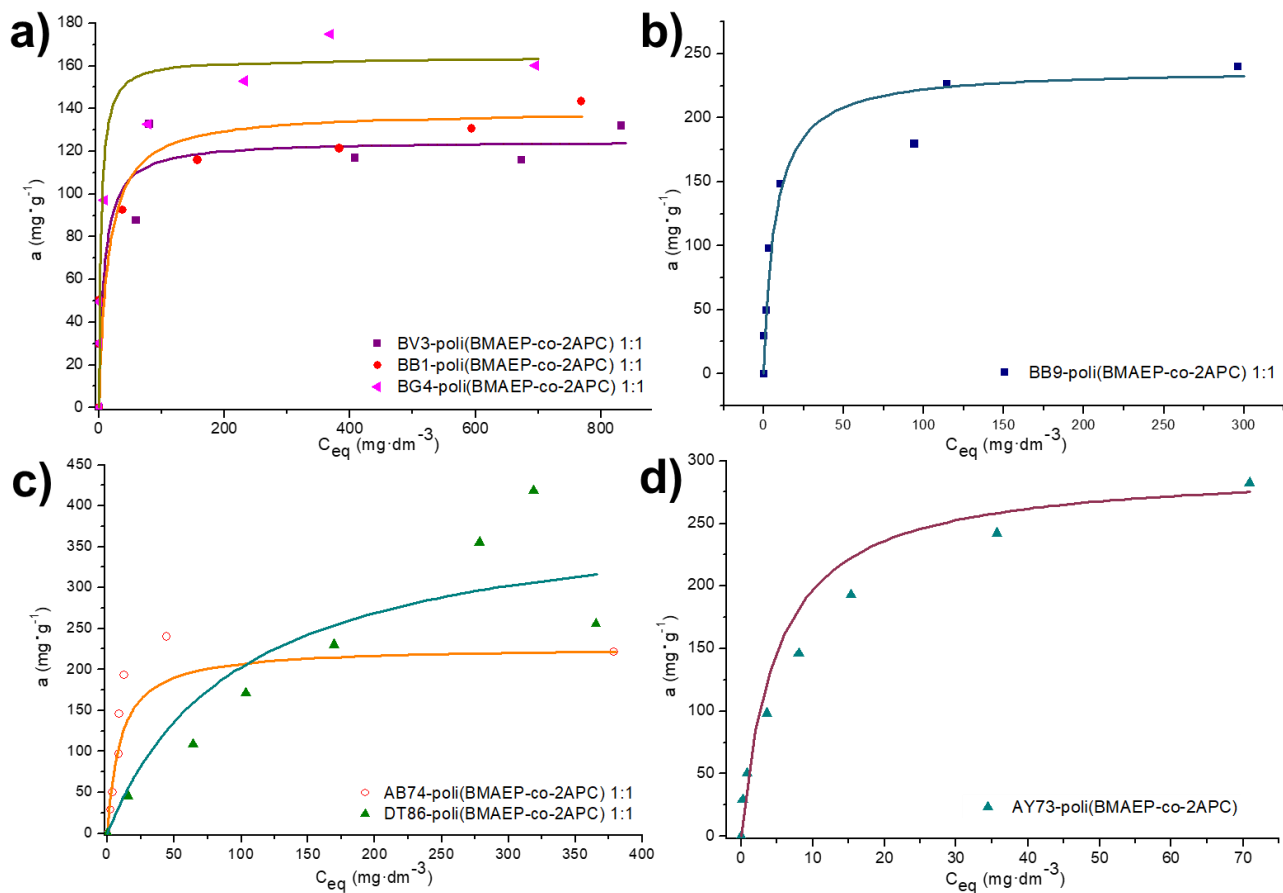 a)
180
160
140
120
100
80
60
40
20
0
a (mg·g-1)
0 200 400 600 800
Ceq (mg·dm-3)
BV3-poli(BMAEP-co-2APC) 1:1
BB1-poli(BMAEP-co-2APC) 1:1
BG4-poli(BMAEP-co-2APC) 1:1
b)
250
200
150
100
50
0
a (mg·g-1)
0 50 100 150 200 250 300
Ceq (mg·dm-3)
BB9-poli(BMAEP-co-2APC) 1:1
c)
450
400
350
300
250
200
150
100
50
0
a (mg·g-1)
0 50 100 150 200 250 300 350 400
Ceq (mg·dm-3)
AB74-poli(BMAEP-co-2APC) 1:1
DT86-poli(BMAEP-co-2APC) 1:1
d)
300
250
200
150
100
50
0
a (mg·g-1)
0 10 20 30 40 50 60 70
Ceq (mg·dm-3)
AY73-poli(BMAEP-co-2APC)